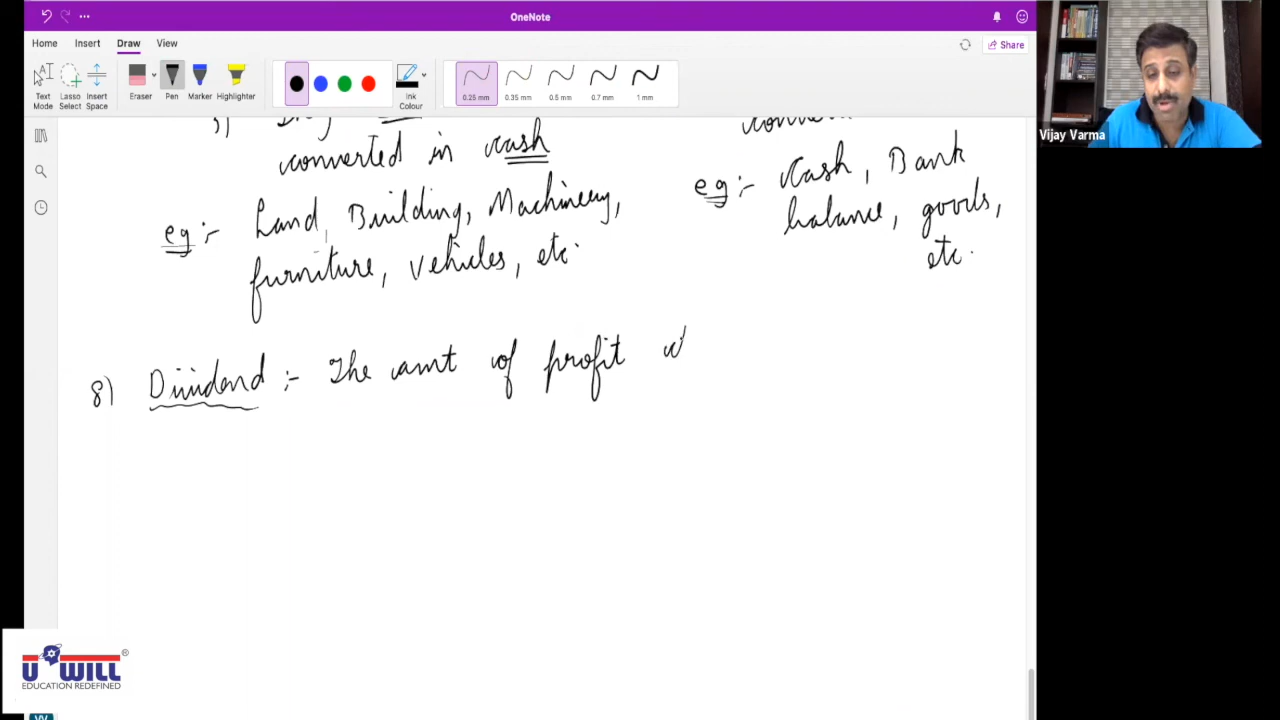 OneNote
Home Insert Draw View
Share
Text Mode
Lasso Select
Insert Space
Eraser
Pen
Marker
Highlighter
Ink Colour
0.25 mm
0.35 mm
0.5 mm
0.7 mm
1 mm
Vijay Varma
converted in cash
eg:- Land, Building, Machinery,
furniture, vehicles, etc.
eg:- Cash, Bank
balance, goods,
etc.
8) Dividend :- The amt of profit
U WILL ®
EDUCATION REDEFINED
VV